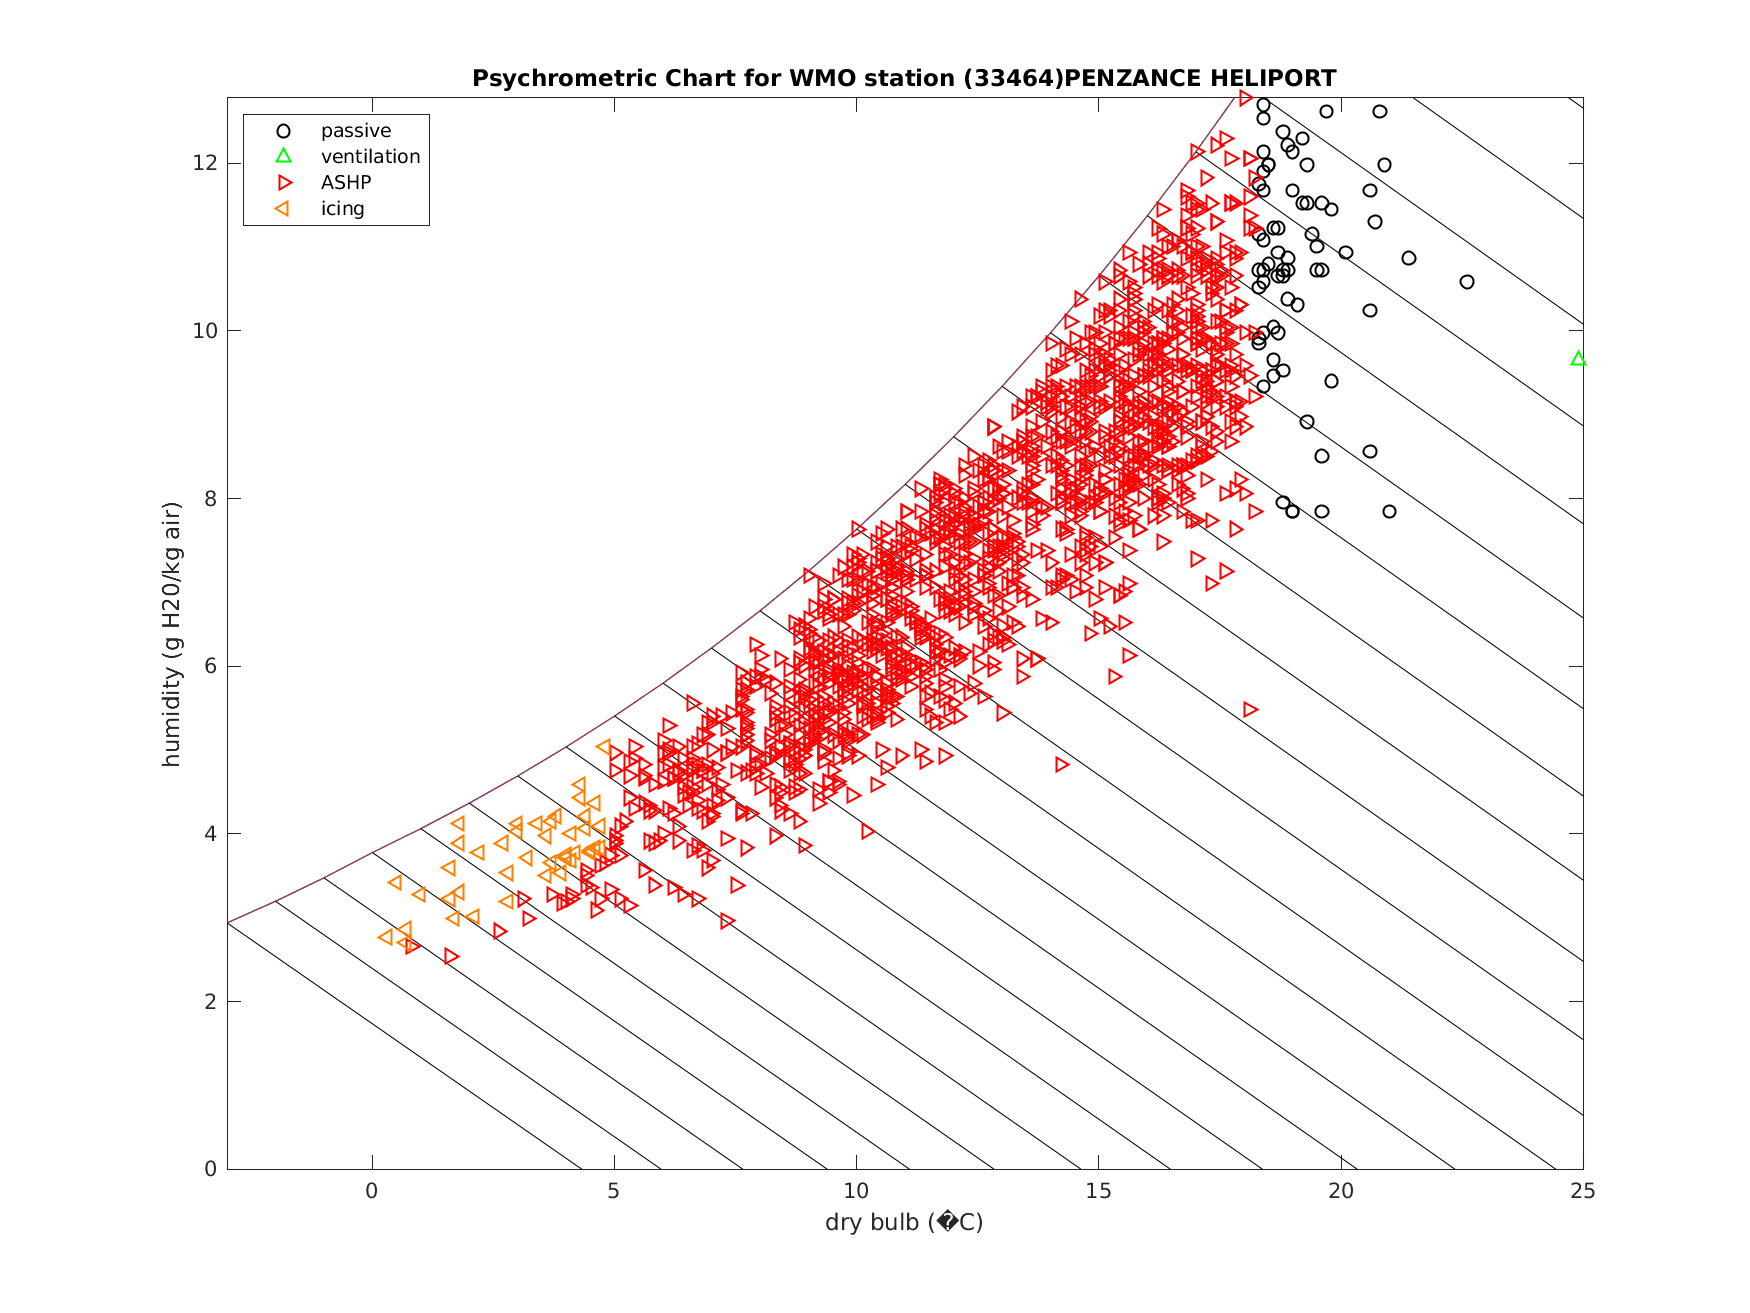 Psychrometric Chart for WMO station (33464)PENZANCE HELIPORT
passive
ventilation
ASHP
icing
humidity (g H20/kg air)
12
10
8
6
4
2
0
0 5 10 15 20 25
dry bulb (�C)